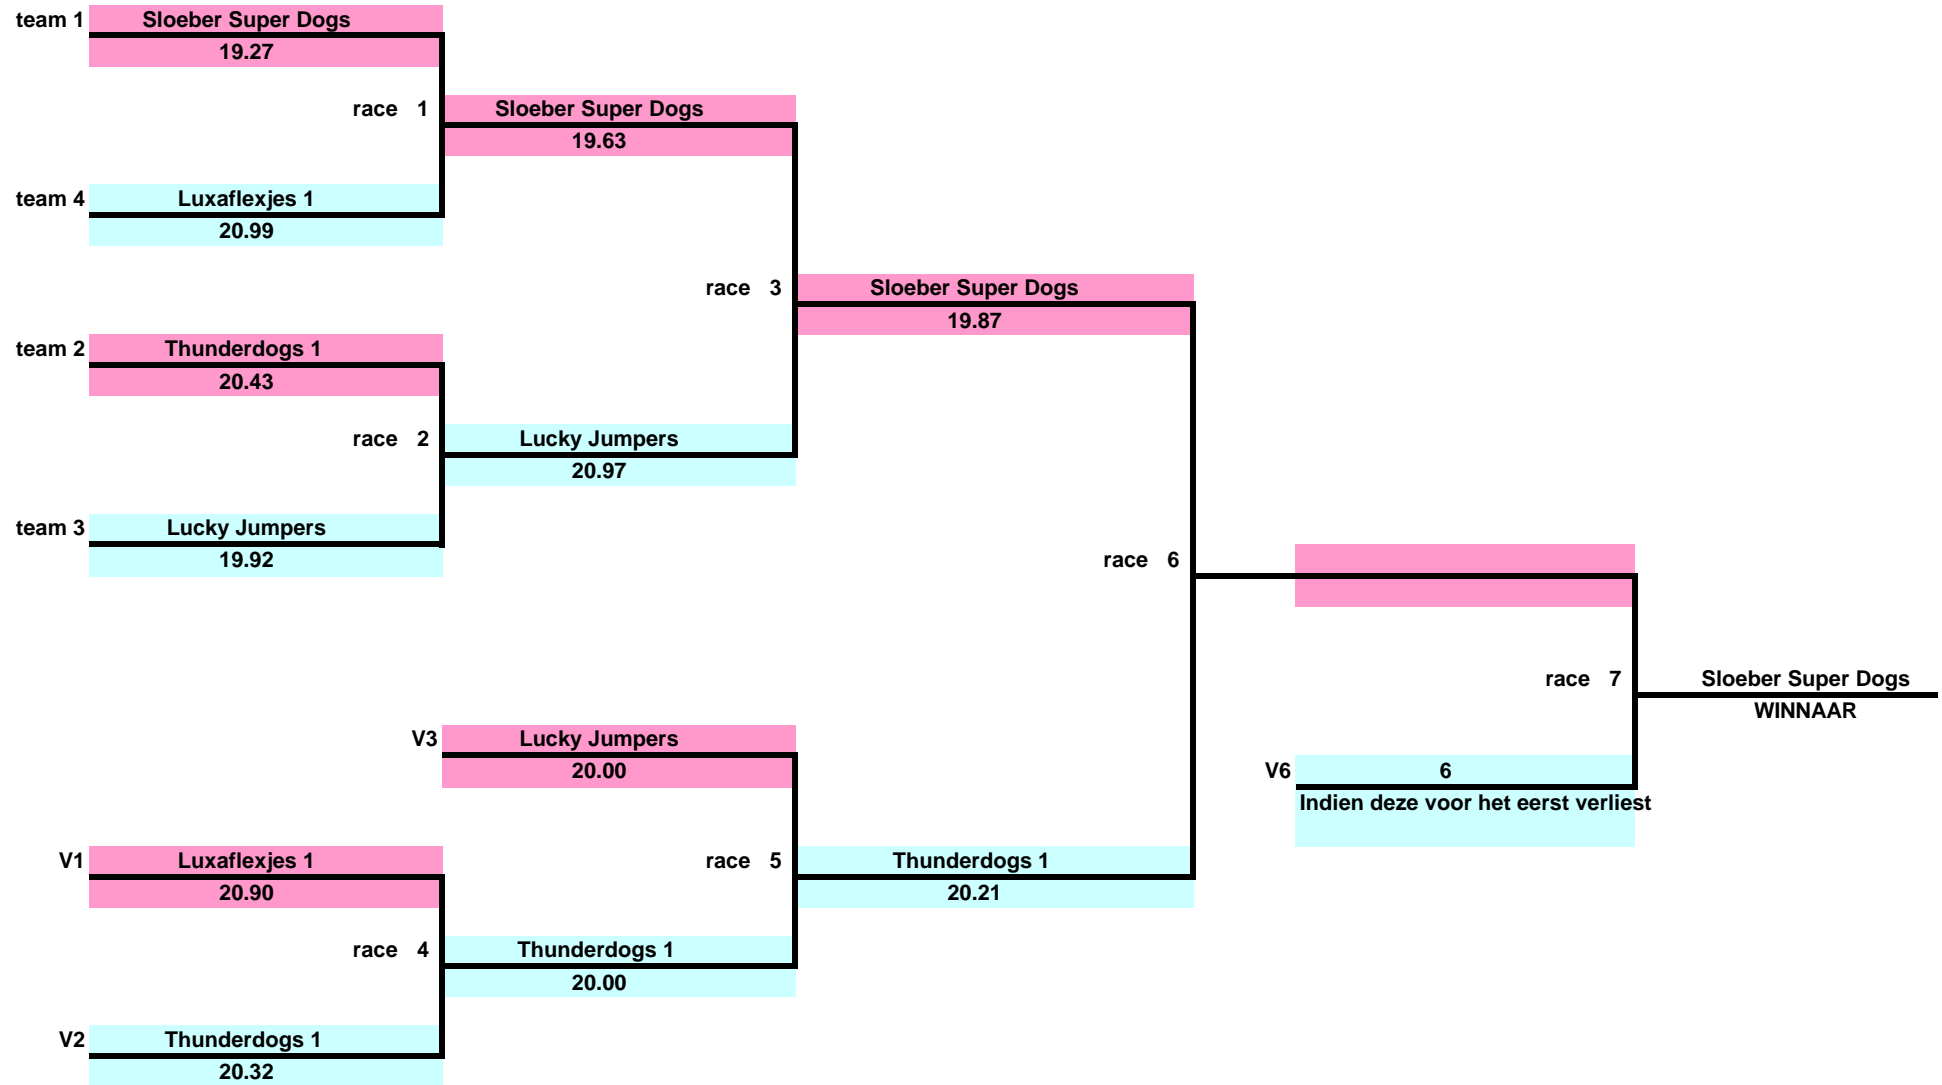 team 1 Sloeber Super Dogs
19.27
race 1 Sloeber Super Dogs
19.63
team 4 Luxaflexjes 1
20.99
race 3 Sloeber Super Dogs
19.87
team 2 Thunderdogs 1
20.43
race 2 Lucky Jumpers
20.97
team 3 Lucky Jumpers
19.92
race 6
race 7 Sloeber Super Dogs
WINNAAR
V3 Lucky Jumpers
20.00
V6 6
Indien deze voor het eerst verliest
V1 Luxaflexjes 1
20.90
race 5 Thunderdogs 1
20.21
race 4 Thunderdogs 1
20.00
V2 Thunderdogs 1
20.32